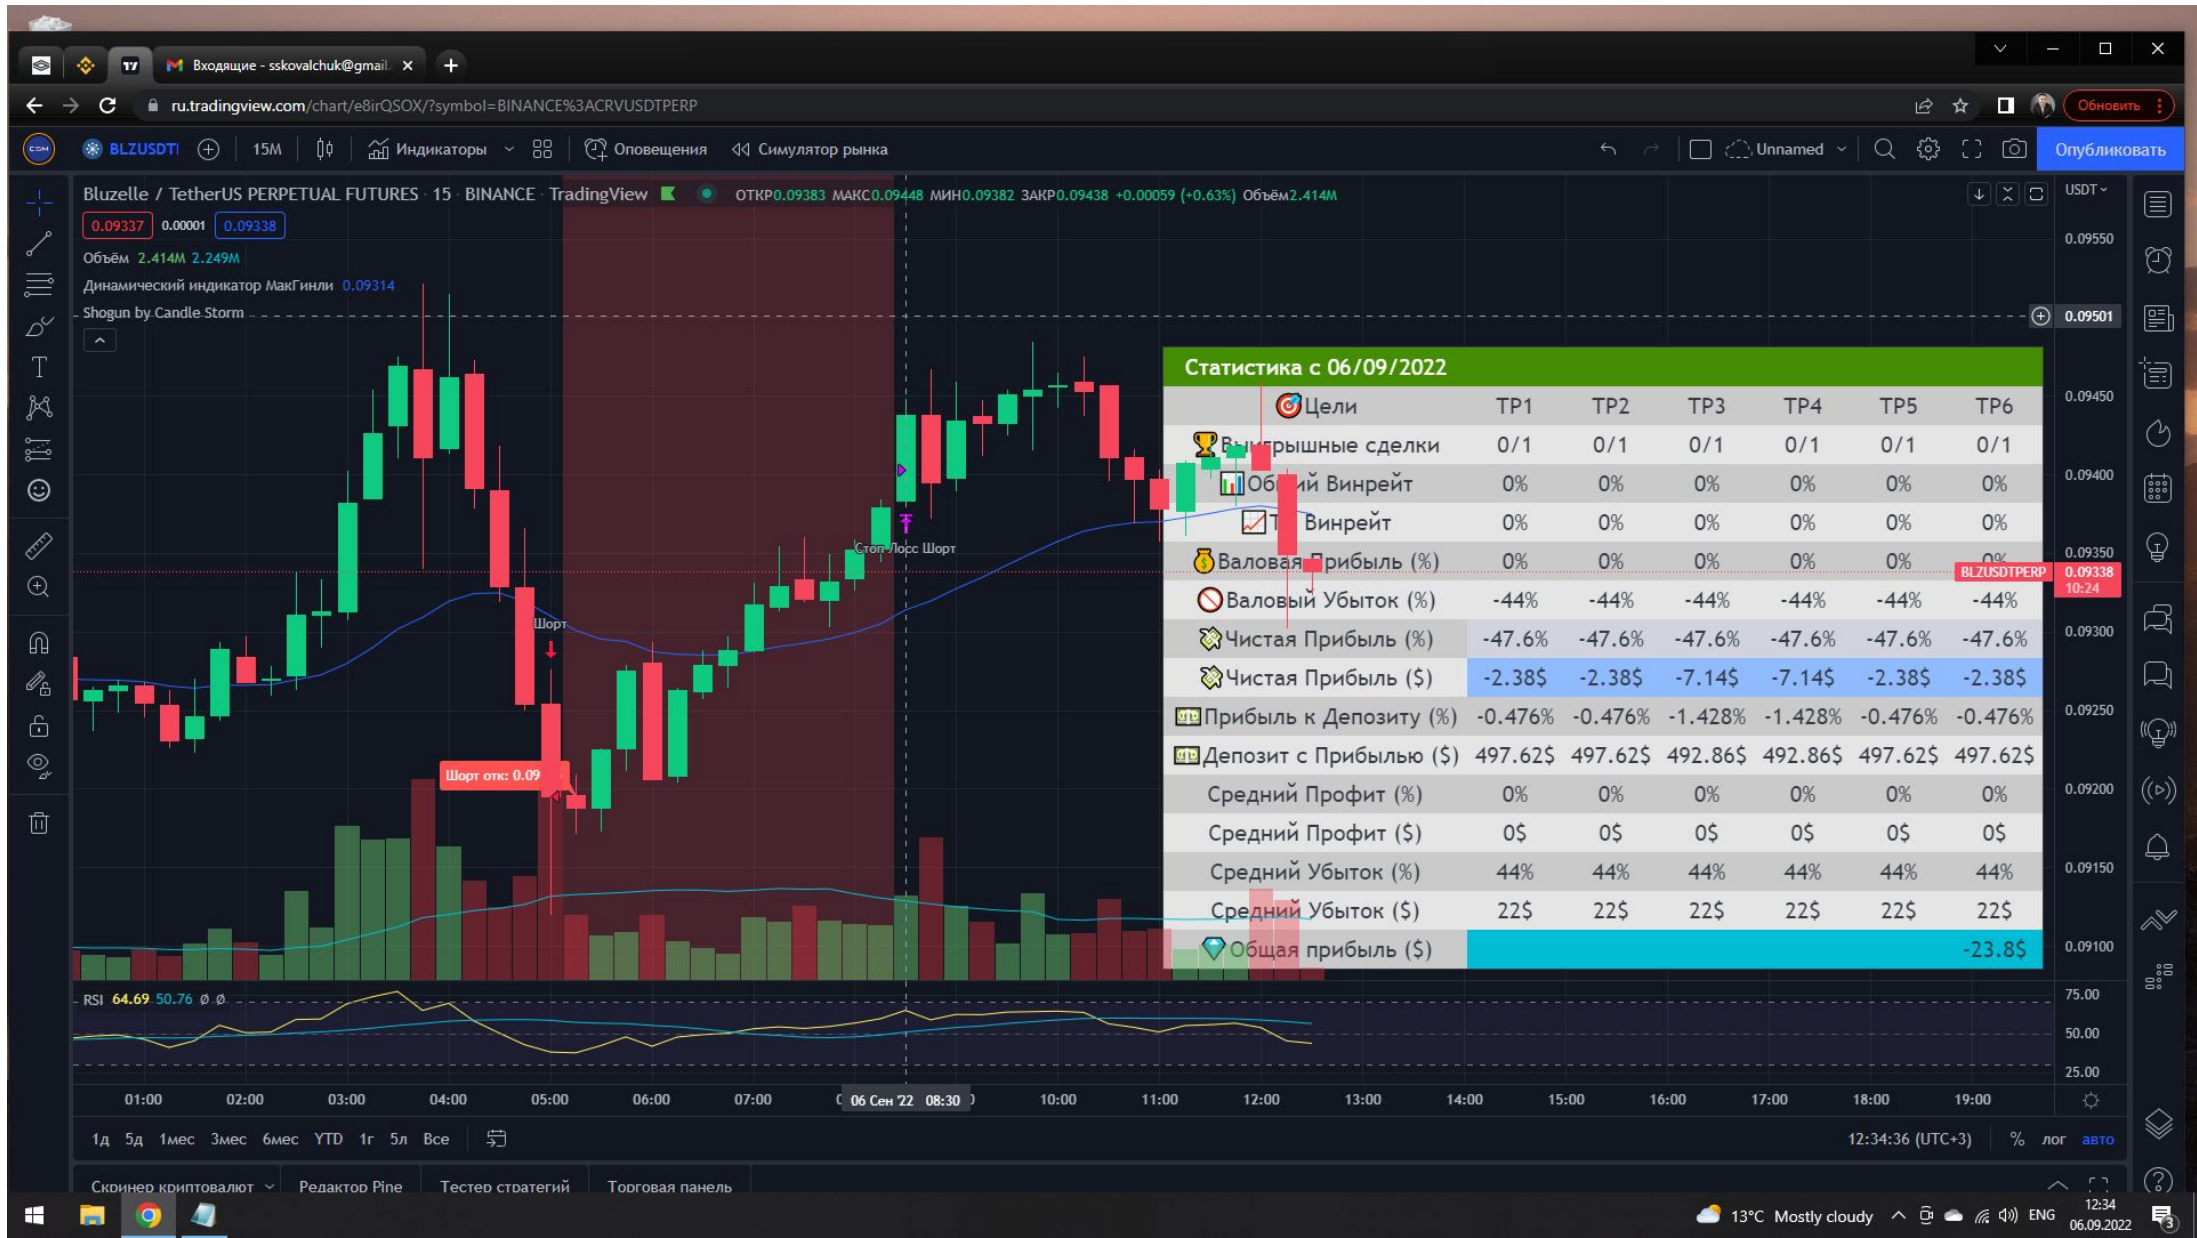 Входящие - sskovalchuk@gmail.
ru.tradingview.com/chart/e8irQSOX/?symbol=BINANCE%3ACRVUSDTPERP
Обновить
CSM BLZUSDT 15М Индикаторы Оповещения Симулятор рынка Unnamed Опубликовать
Bluzelle / TetherUS PERPETUAL FUTURES · 15 · BINANCE · TradingView ОТКР0.09383 МАКС0.09448 МИН0.09382 ЗАКР0.09438 +0.00059 (+0.63%) Объём2.414M
USDT
0.09337 0.00001 0.09338
Объём 2.414M 2.249M
Динамический индикатор МакГинли 0.09314
Shogun by Candle Storm
0.09550
0.09501
0.09450
0.09400
0.09350
BLZUSDTPERP 0.09338
10:24
0.09300
0.09250
0.09200
0.09150
0.09100
Стоп Лосс Шорт
Шорт
Шорт отк: 0.09
Статистика с 06/09/2022
Цели TP1 TP2 TP3 TP4 TP5 TP6
Выигрышные сделки 0/1 0/1 0/1 0/1 0/1 0/1
Общий Винрейт 0% 0% 0% 0% 0% 0%
Винрейт 0% 0% 0% 0% 0% 0%
Валовая Прибыль (%) 0% 0% 0% 0% 0% 0%
Валовый Убыток (%) -44% -44% -44% -44% -44% -44%
Чистая Прибыль (%) -47.6% -47.6% -47.6% -47.6% -47.6% -47.6%
Чистая Прибыль ($) -2.38$ -2.38$ -7.14$ -7.14$ -2.38$ -2.38$
Прибыль к Депозиту (%) -0.476% -0.476% -1.428% -1.428% -0.476% -0.476%
Депозит с Прибылью ($) 497.62$ 497.62$ 492.86$ 492.86$ 497.62$ 497.62$
Средний Профит (%) 0% 0% 0% 0% 0% 0%
Средний Профит ($) 0$ 0$ 0$ 0$ 0$ 0$
Средний Убыток (%) 44% 44% 44% 44% 44% 44%
Средний Убыток ($) 22$ 22$ 22$ 22$ 22$ 22$
Общая прибыль ($) -23.8$
RSI 64.69 50.76 ø ø
75.00
50.00
25.00
01:00 02:00 03:00 04:00 05:00 06:00 07:00 06 Сен '22 08:30 10:00 11:00 12:00 13:00 14:00 15:00 16:00 17:00 18:00 19:00
1д 5д 1мес 3мес 6мес YTD 1г 5л Все 12:34:36 (UTC+3) % лог авто
Скринер криптовалют Редактор Pine Тестер стратегий Торговая панель
13°C Mostly cloudy ENG 12:34
06.09.2022
3